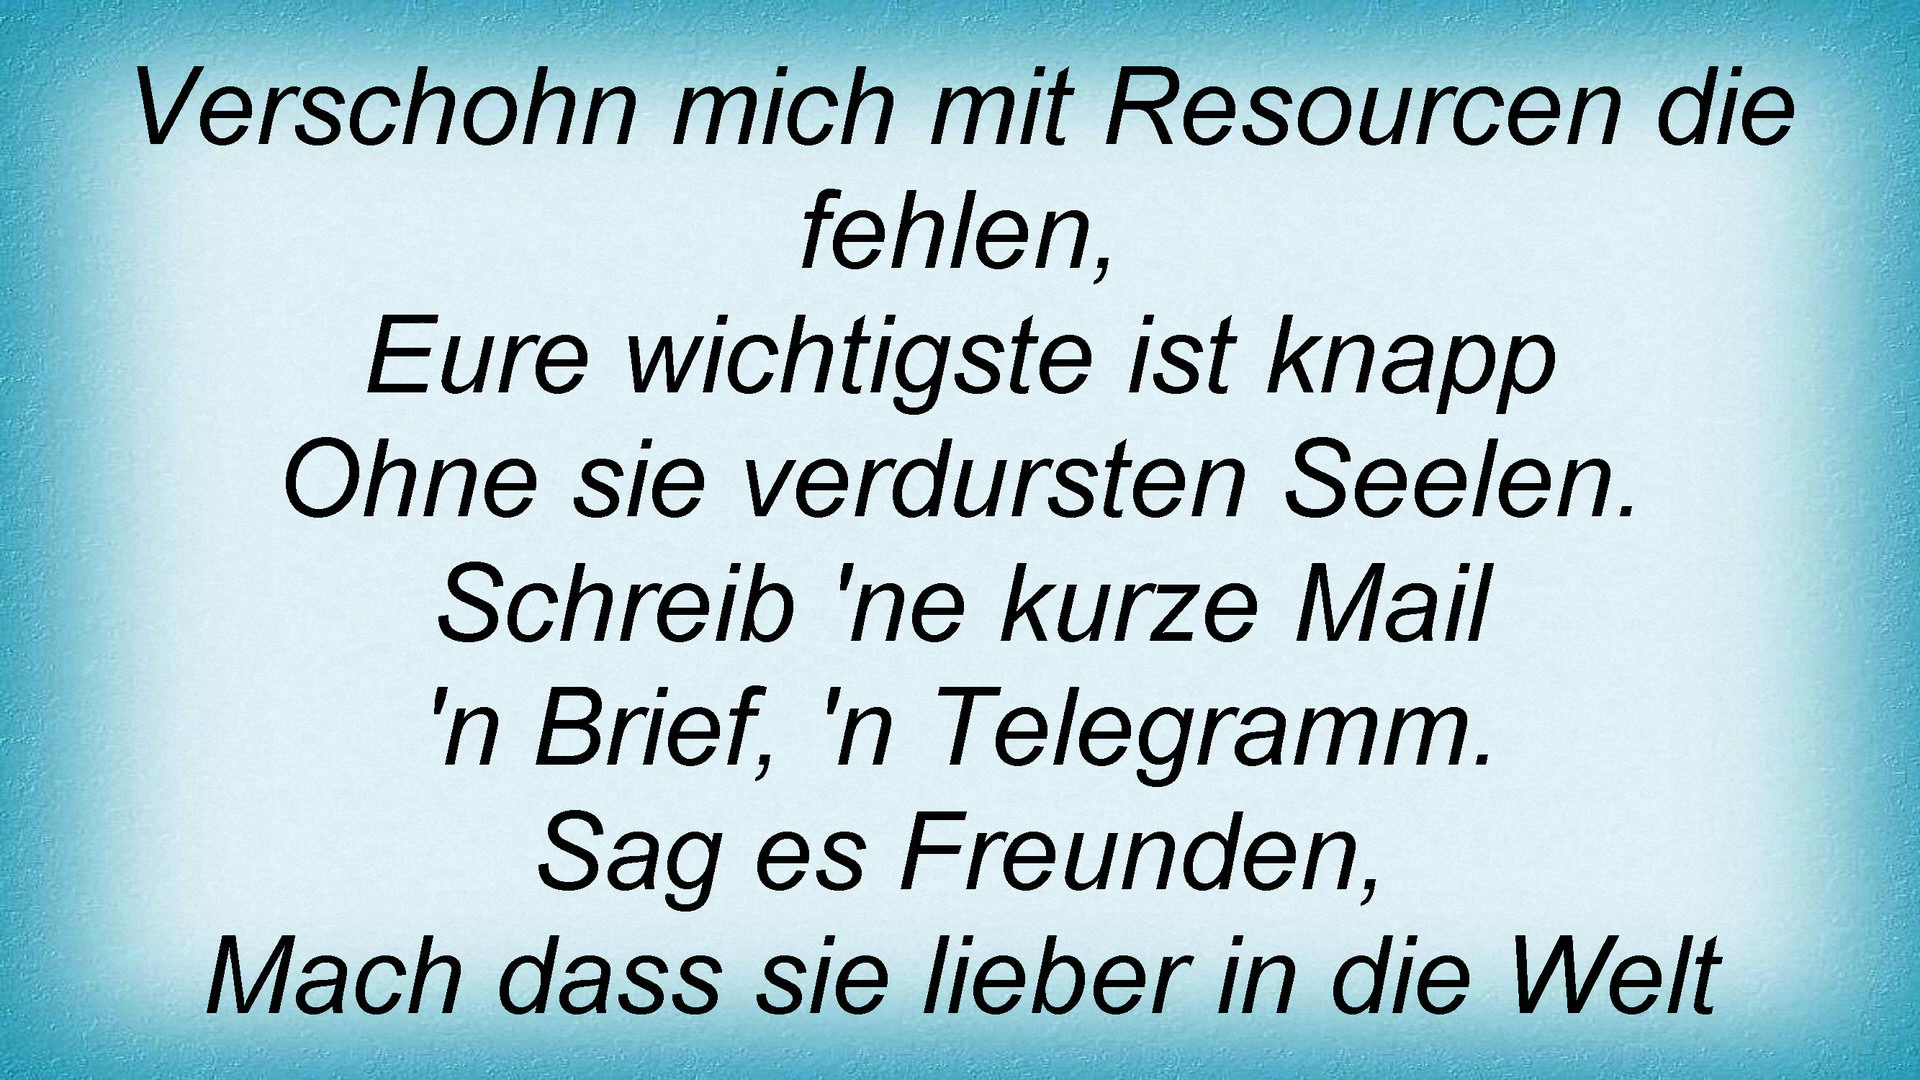 Verschohn mich mit Resourcen die
fehlen,
Eure wichtigste ist knapp
Ohne sie verdursten Seelen.
Schreib 'ne kurze Mail
'n Brief, 'n Telegramm.
Sag es Freunden,
Mach dass sie lieber in die Welt